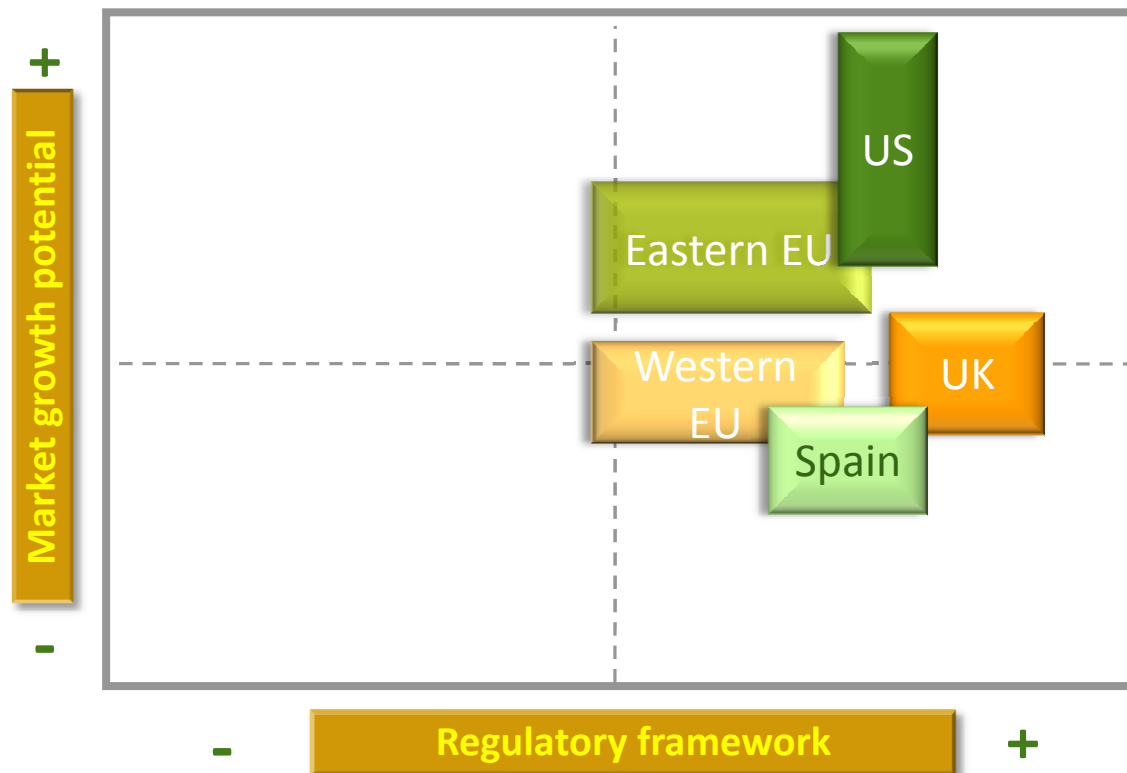 +
Market growth potential
-
US
Eastern EU
Western
EU
UK
Spain
-
Regulatory framework
+